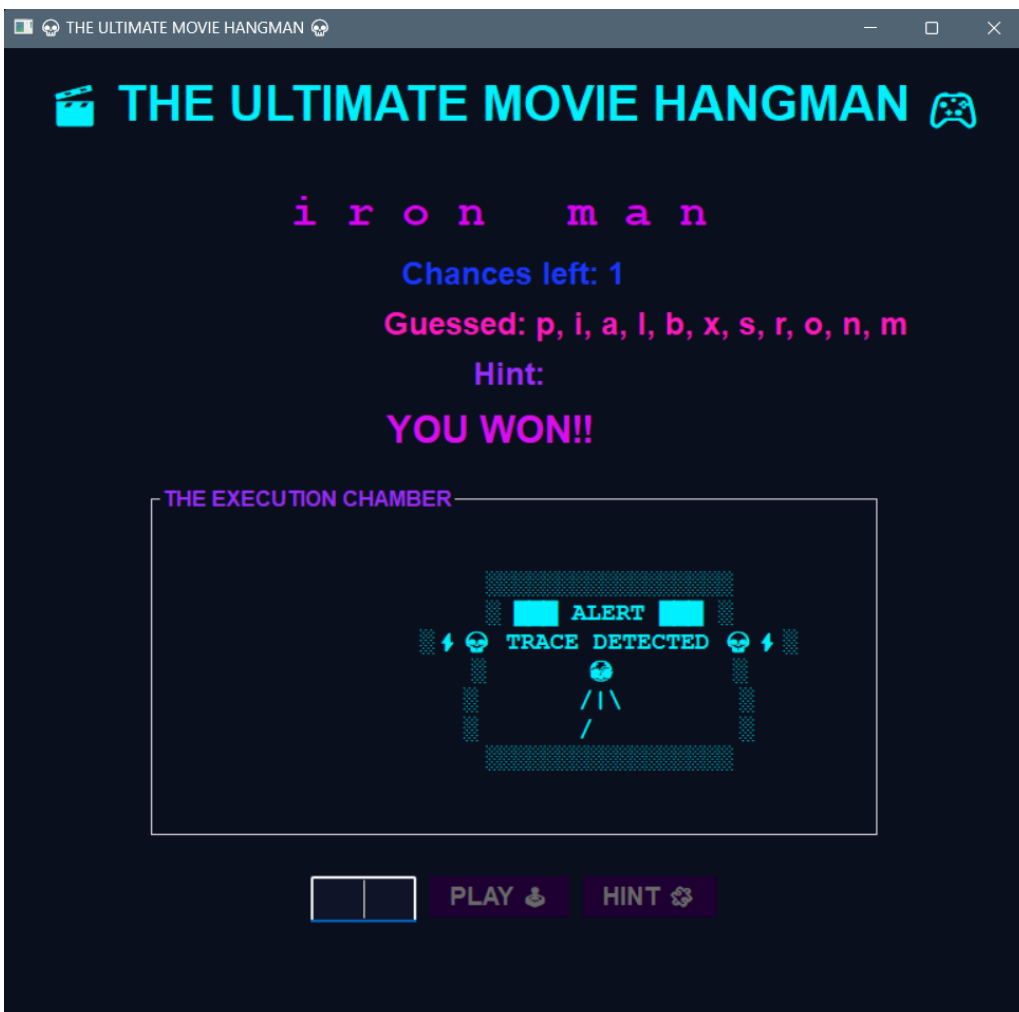 💀 THE ULTIMATE MOVIE HANGMAN 💀
🎬 THE ULTIMATE MOVIE HANGMAN 🎮
i r o n   m a n
Chances left: 1
Guessed: p, i, a, l, b, x, s, r, o, n, m
Hint:
YOU WON!!
THE EXECUTION CHAMBER
░░░░░░░░░░░░░░░░░
░ ███ ALERT ███ ░
░⚡💀 TRACE DETECTED 💀⚡░
/|\
/
PLAY 🕹
HINT